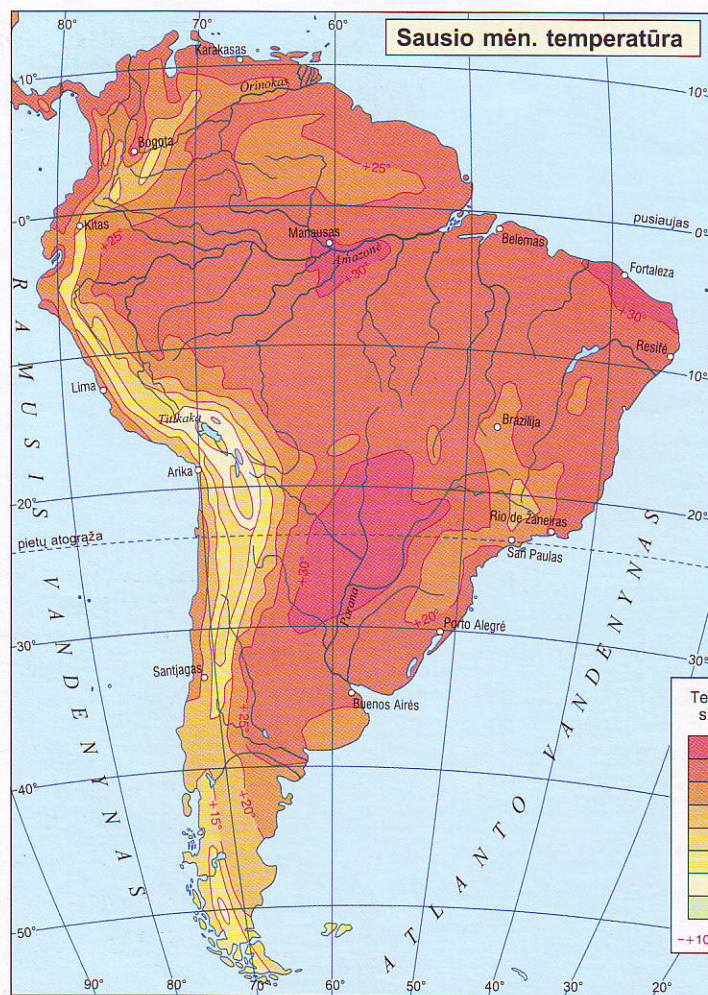 Sausio mėn. temperatūra
80°
70°
60°
10°
10°
Karakasas
Orinokas
Bogota
+25°
pusiaujas
0°
0°
Kitas
+25°
Manausas
Amazonė
+30°
Belemas
Fortaleza
+30°
Resifė
10°
Lima
Titikaka
Brazilija
Arika
20°
20°
Rio de Žaneiras
San Paulas
pietų atogrąža
+30°
Parana
+20°
Porto Alegrė
30°
30°
Santjagas
Buenos Airės
+25°
+20°
+15°
40°
50°
RAMUSIS VANDENYNAS
ATLANTO VANDENYNAS
Te
s
-+10
90°
80°
70°
60°
50°
40°
30°
20°